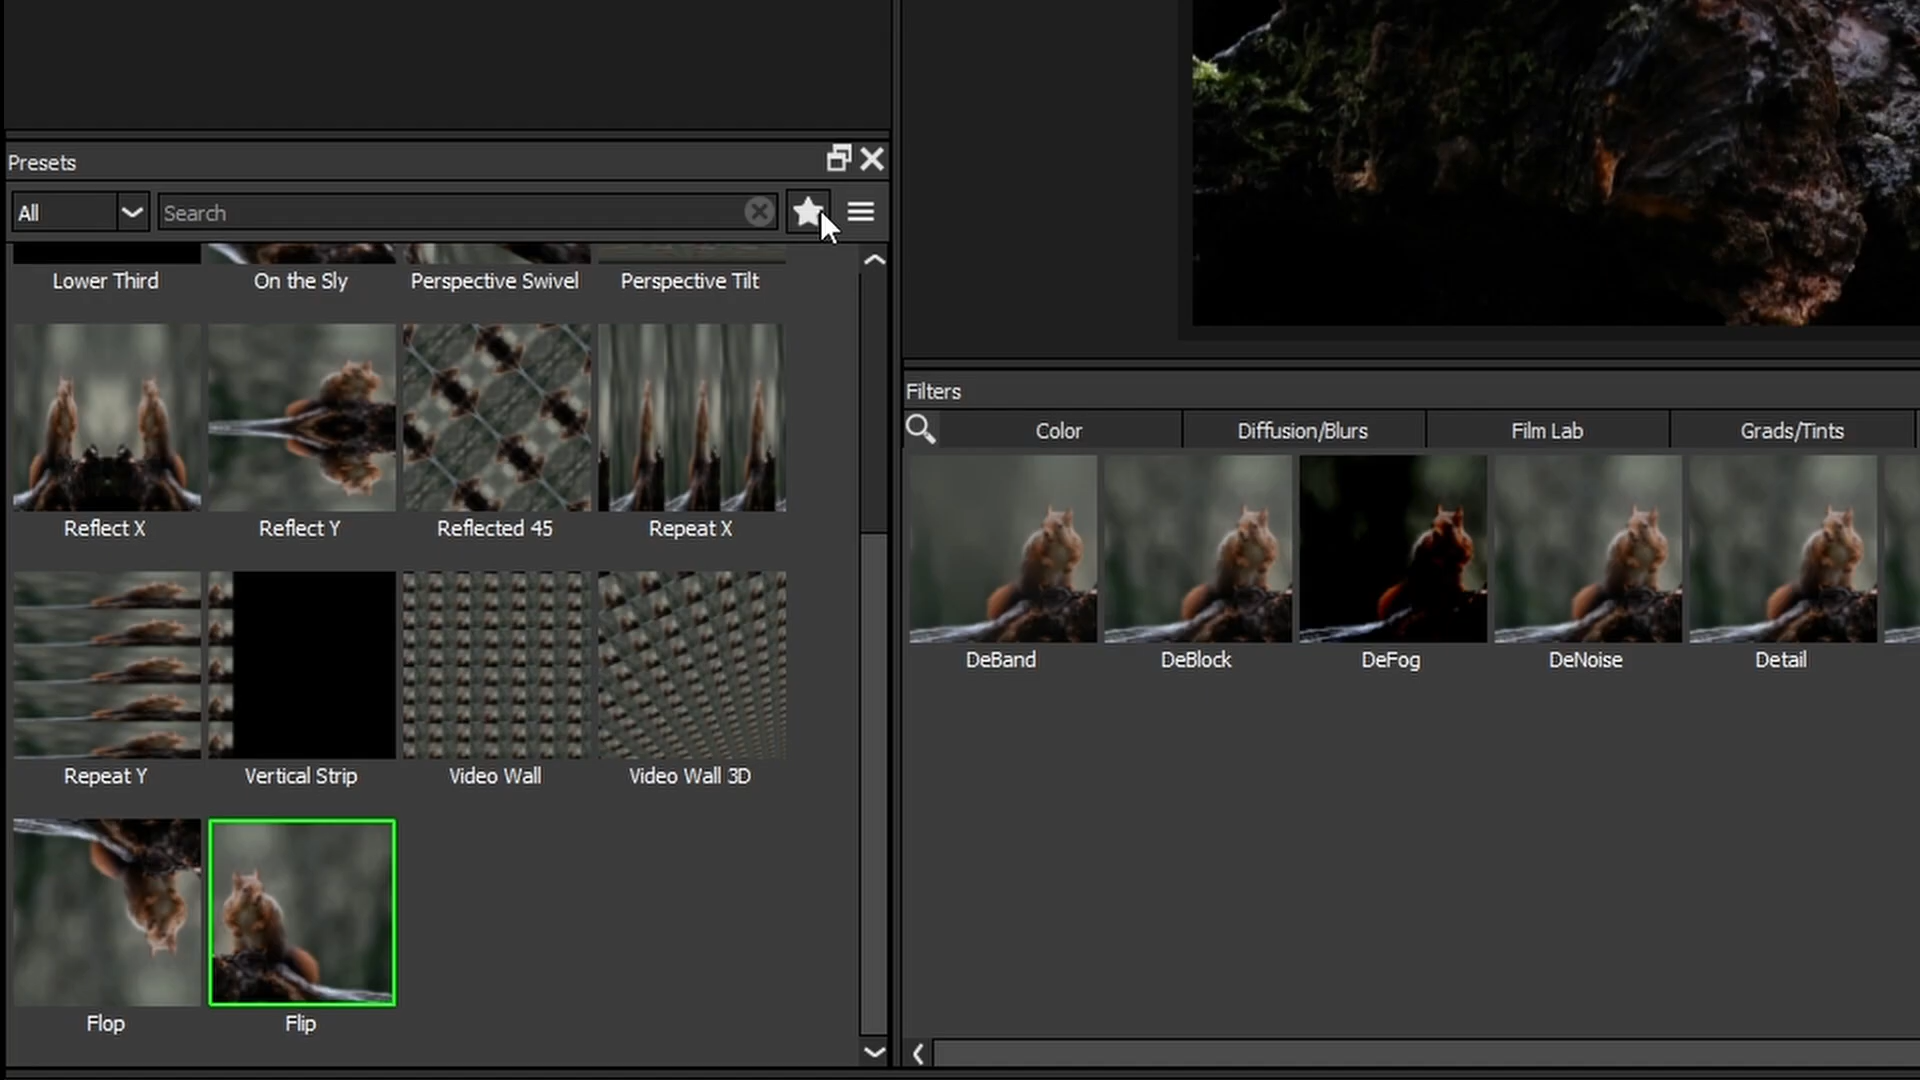 Presets
All
Search
Lower Third
On the Sly
Perspective Swivel
Perspective Tilt
Reflect X
Reflect Y
Reflected 45
Repeat X
Repeat Y
Vertical Strip
Video Wall
Video Wall 3D
Flop
Flip
Filters
Color
Diffusion/Blurs
Film Lab
Grads/Tints
DeBand
DeBlock
DeFog
DeNoise
Detail